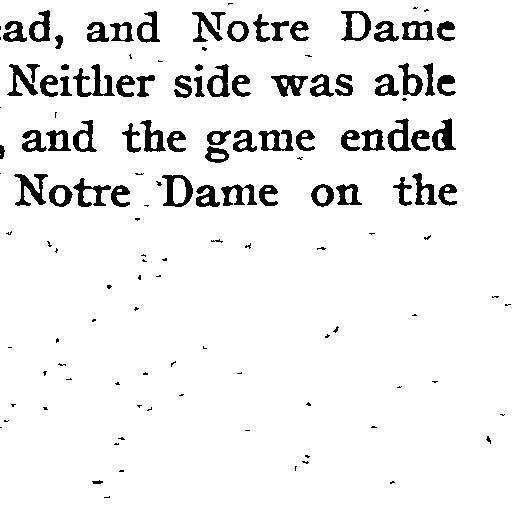 ead, and Notre Dame
Neither side was able
, and the game ended
Notre Dame on the